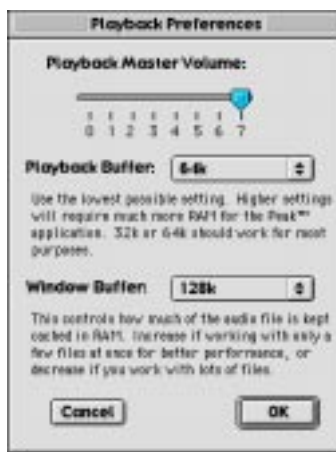 Playback Preferences
Playback Master Volume:
0 1 2 3 4 5 6 7
Playback Buffer: 64k
Use the lowest possible setting. Higher settings
will require much more RAM for the Peak™
application. 32k or 64k should work for most
purposes.
Window Buffer: 128k
This controls how much of the audio file is kept
cached in RAM. Increase if working with only a
few files at once for better performance, or
decrease if you work with lots of files.
Cancel OK